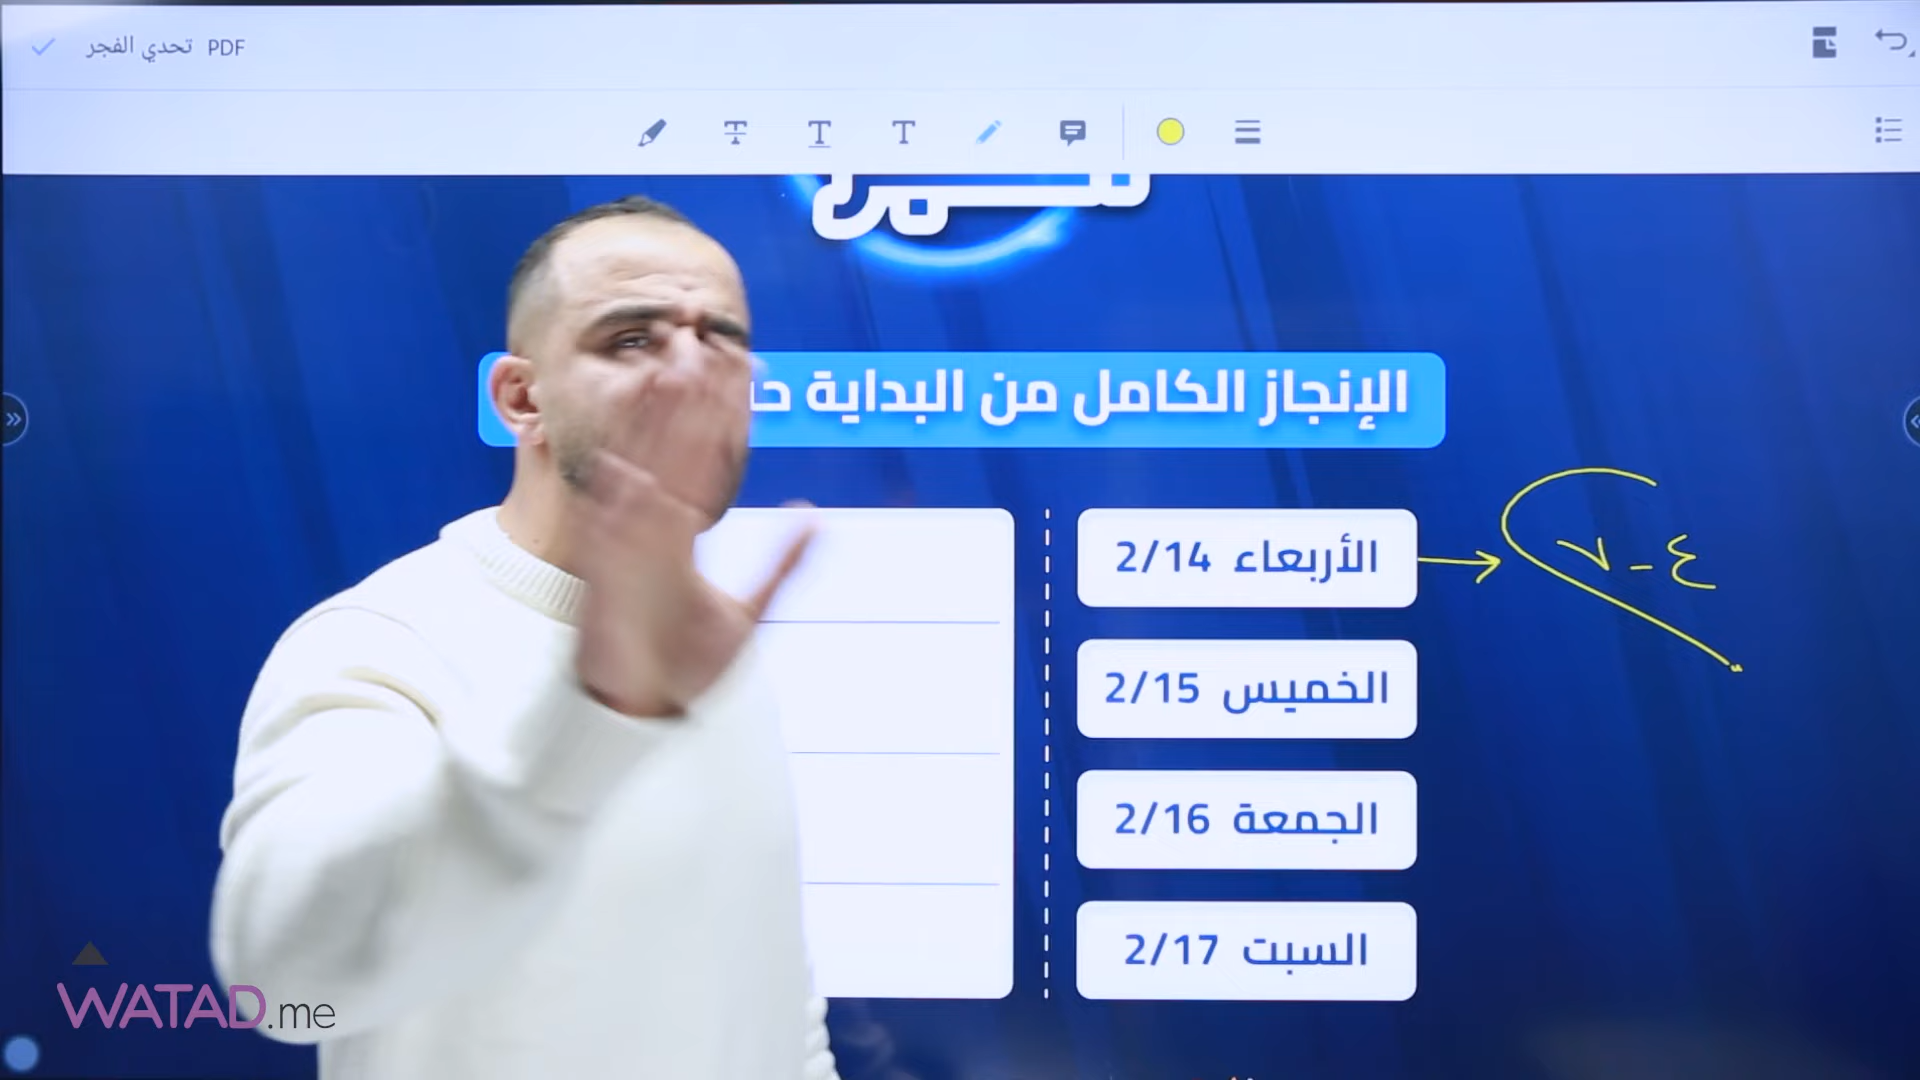 تحدي الفجر PDF
الإنجاز الكامل من البداية
الأربعاء 2/14
٤ - ٧
الخميس 2/15
الجمعة 2/16
السبت 2/17
WATAD.me